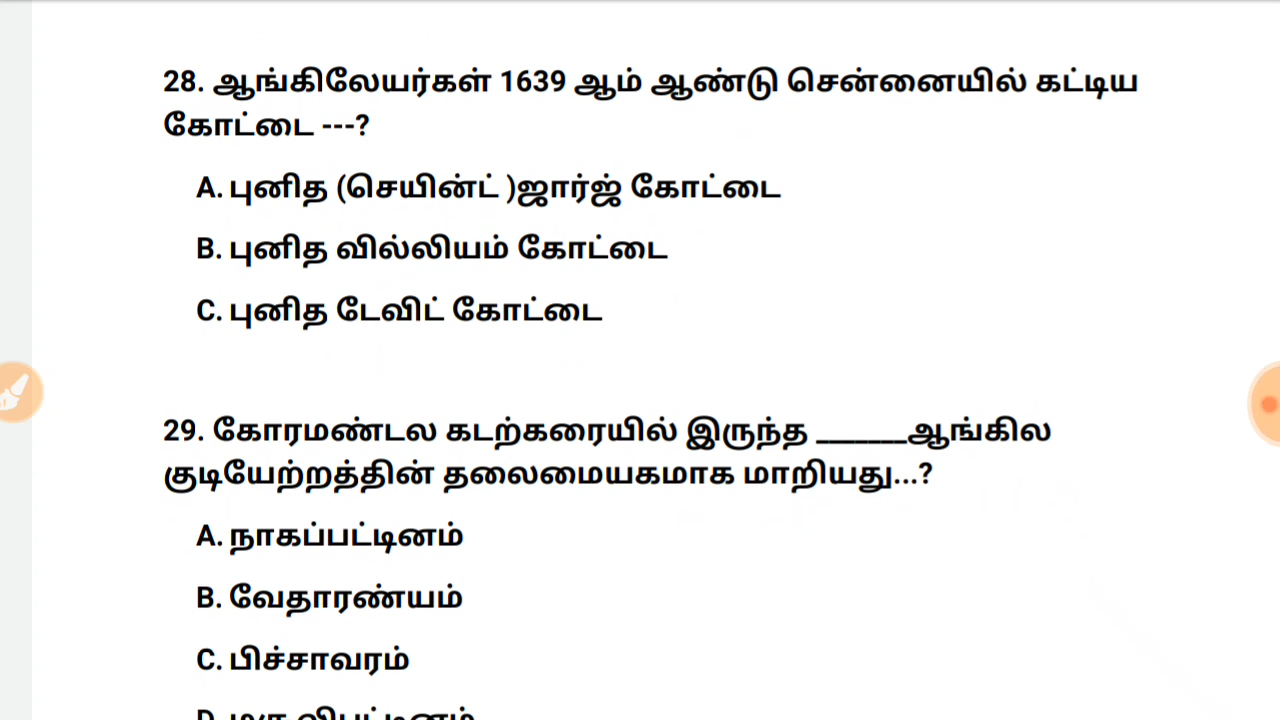 28. ஆங்கிலேயர்கள் 1639 ஆம் ஆண்டு சென்னையில் கட்டிய
கோட்டை ---?
A. புனித (செயின்ட் )ஜார்ஜ் கோட்டை
B. புனித வில்லியம் கோட்டை
C. புனித டேவிட் கோட்டை
29. கோரமண்டல கடற்கரையில் இருந்த _______ஆங்கில
குடியேற்றத்தின் தலைமையகமாக மாறியது...?
A. நாகப்பட்டினம்
B. வேதாரண்யம்
C. பிச்சாவரம்
D.